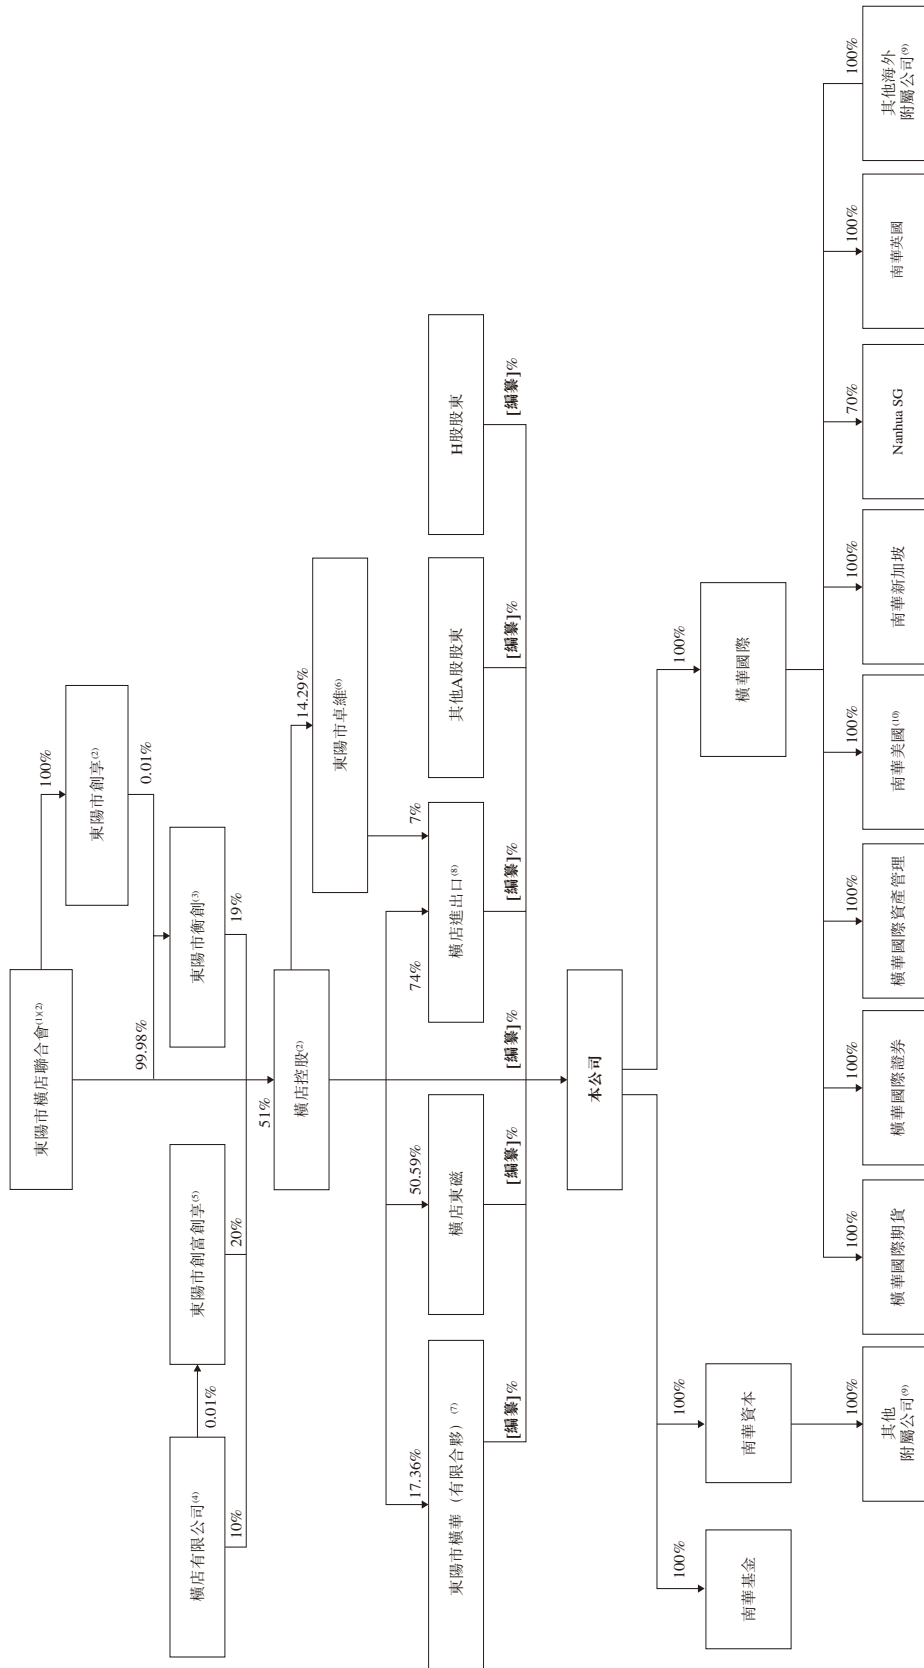 東陽市橫店聯合會(1)(2)
100%
東陽市創享(2)
0.01%
99.98%
橫店有限公司(4)
0.01%
東陽市創富創享(5)
東陽市衡創(3)
10%
20%
51%
19%
橫店控股(2)
14.29%
東陽市卓維(6)
17.36%
50.59%
74%
7%
東陽市橫華（有限合夥）(7)
橫店東磁
橫店進出口(8)
其他A股股東
H股股東
[編纂]%
[編纂]%
[編纂]%
[編纂]%
[編纂]%
[編纂]%
本公司
100%
100%
100%
南華基金
南華資本
橫華國際
100%
100%
100%
100%
100%
100%
70%
100%
100%
其他
附屬公司(9)
橫華國際期貨
橫華國際證券
橫華國際資產管理
南華美國(10)
南華新加坡
Nanhua SG
南華英國
其他海外
附屬公司(9)